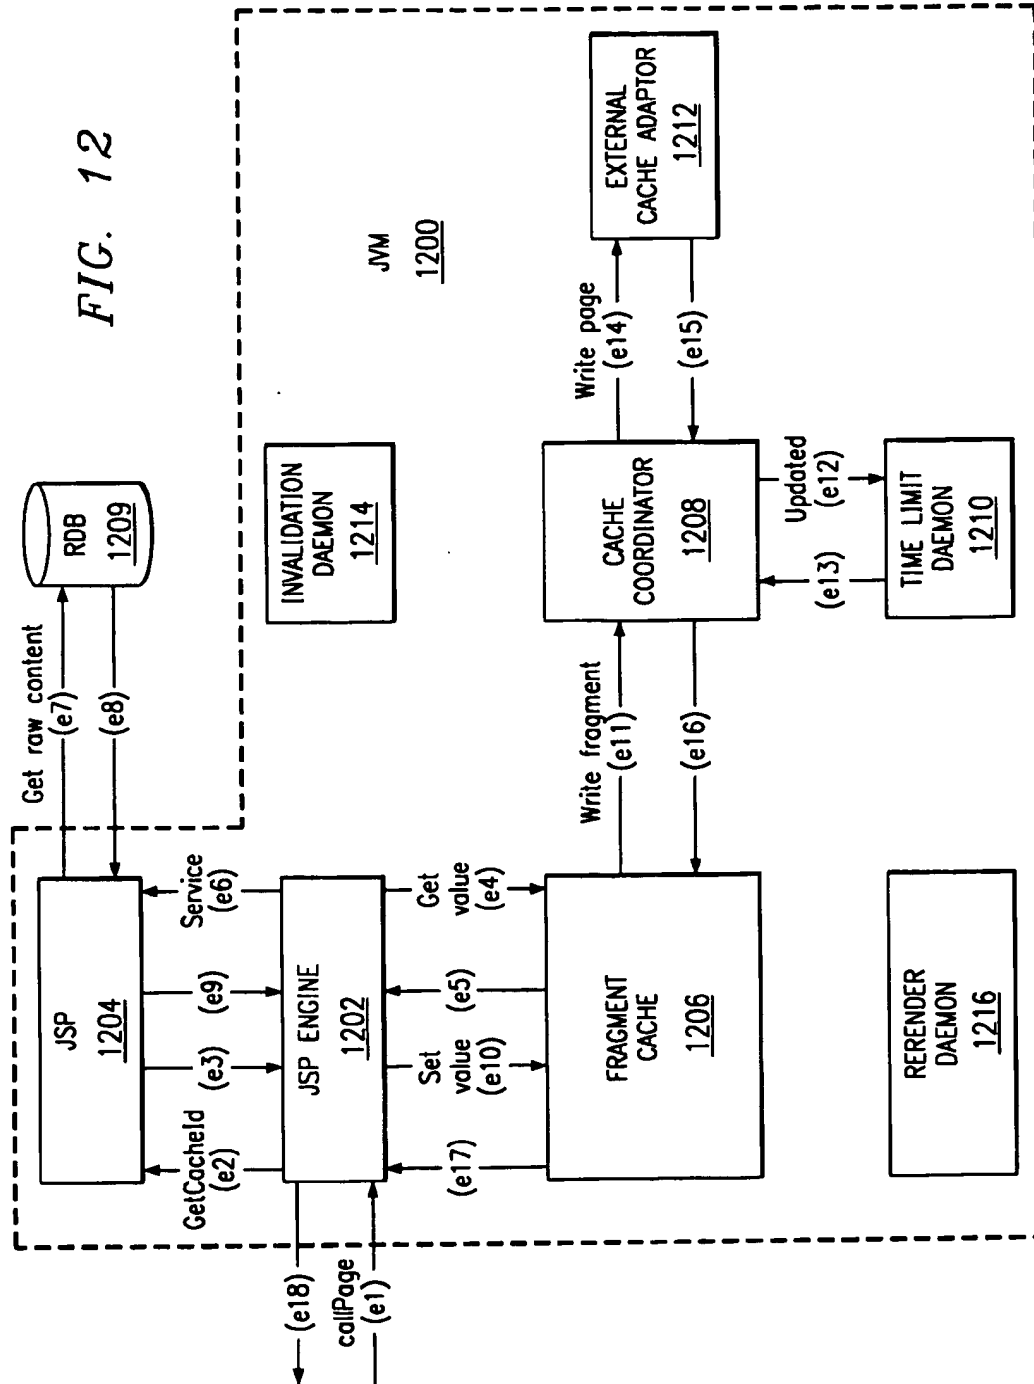 FIG. 12
JSP
1204
Get raw content
(e7)
(e8)
RDB
1209
GetCacheId
(e2)
(e3)
(e9)
Service
(e6)
(e18)
callPage
(e1)
JSP ENGINE
1202
INVALIDATION
DAEMON
1214
JVM
1200
(e17)
Set
value
(e10)
(e5)
Get
value
(e4)
FRAGMENT
CACHE
1206
Write fragment
(e11)
(e16)
CACHE
COORDINATOR
1208
Write page
(e14)
(e15)
EXTERNAL
CACHE ADAPTOR
1212
(e13)
Updated
(e12)
RERENDER
DAEMON
1216
TIME LIMIT
DAEMON
1210